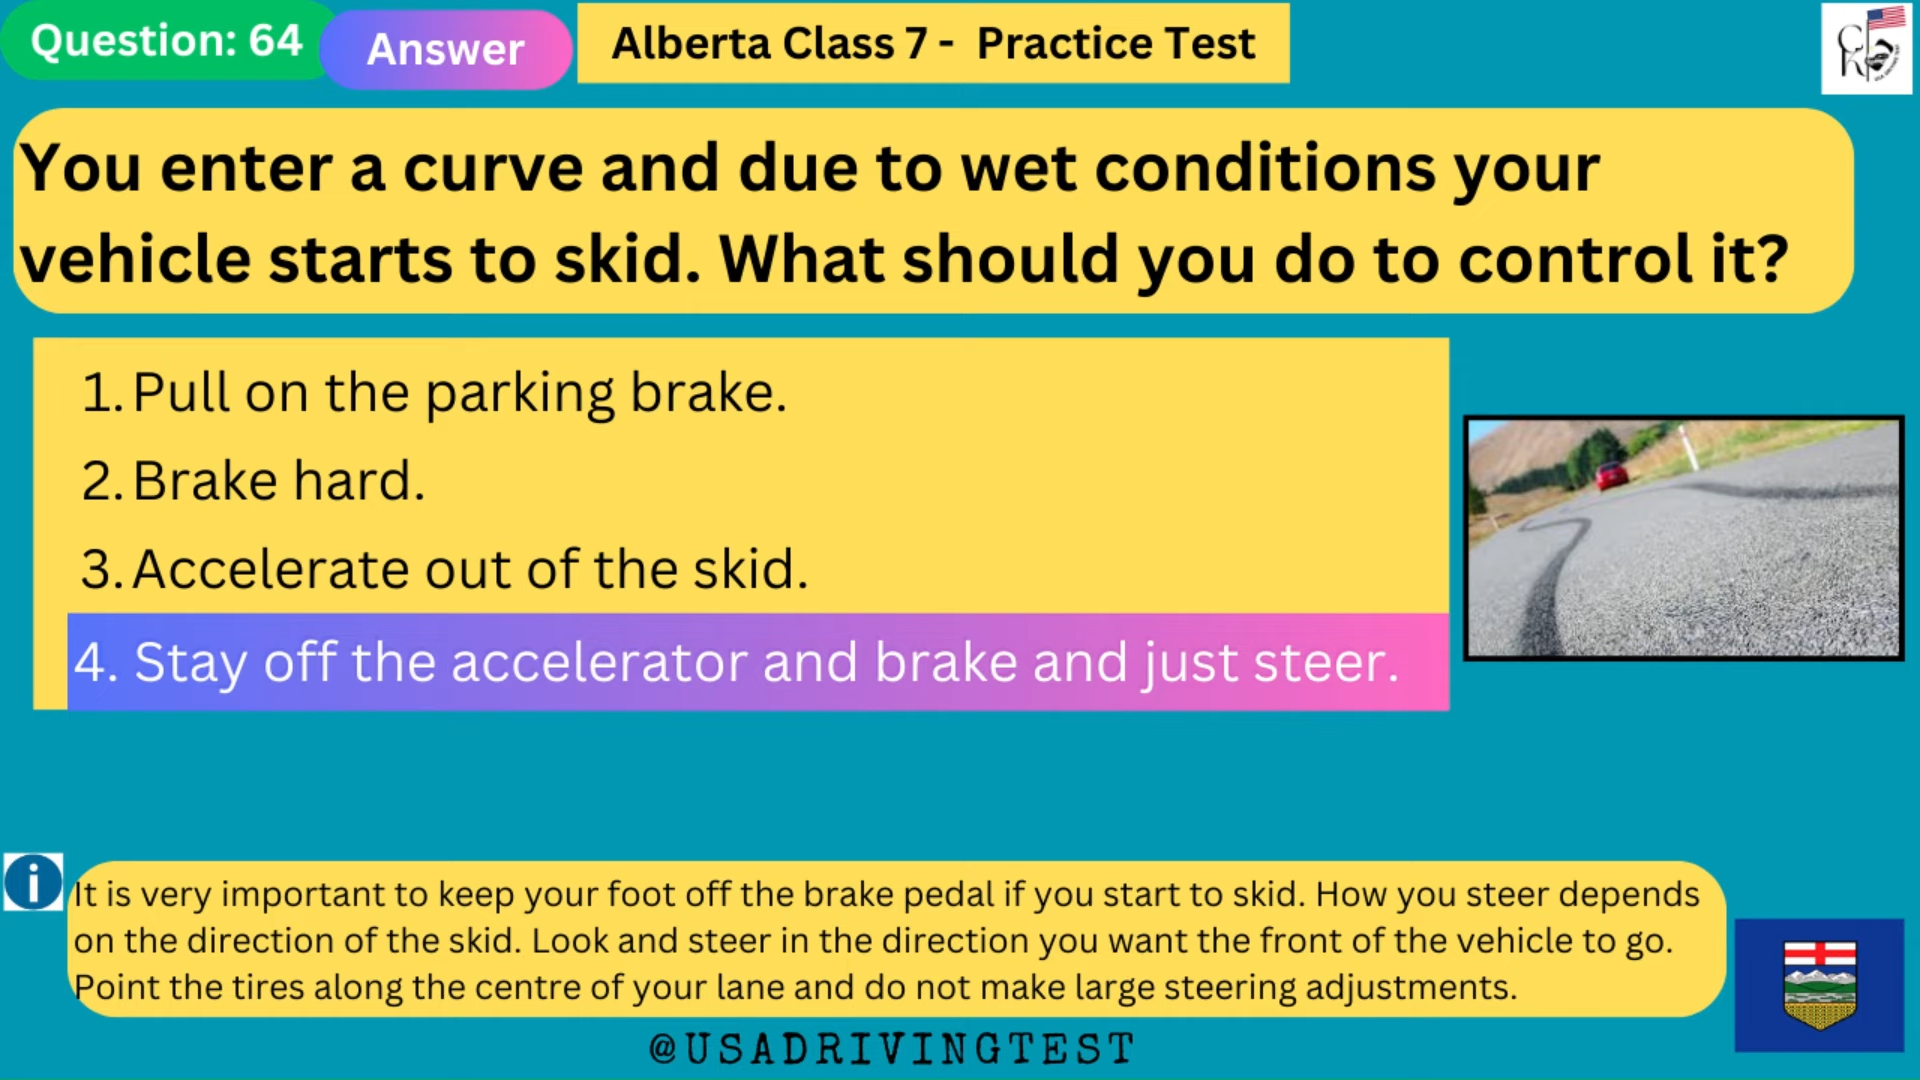 Question: 64
Answer
Alberta Class 7 - Practice Test
You enter a curve and due to wet conditions your
vehicle starts to skid. What should you do to control it?
1. Pull on the parking brake.
2. Brake hard.
3. Accelerate out of the skid.
4. Stay off the accelerator and brake and just steer.
i
It is very important to keep your foot off the brake pedal if you start to skid. How you steer depends
on the direction of the skid. Look and steer in the direction you want the front of the vehicle to go.
Point the tires along the centre of your lane and do not make large steering adjustments.
@USADRIVINGTEST